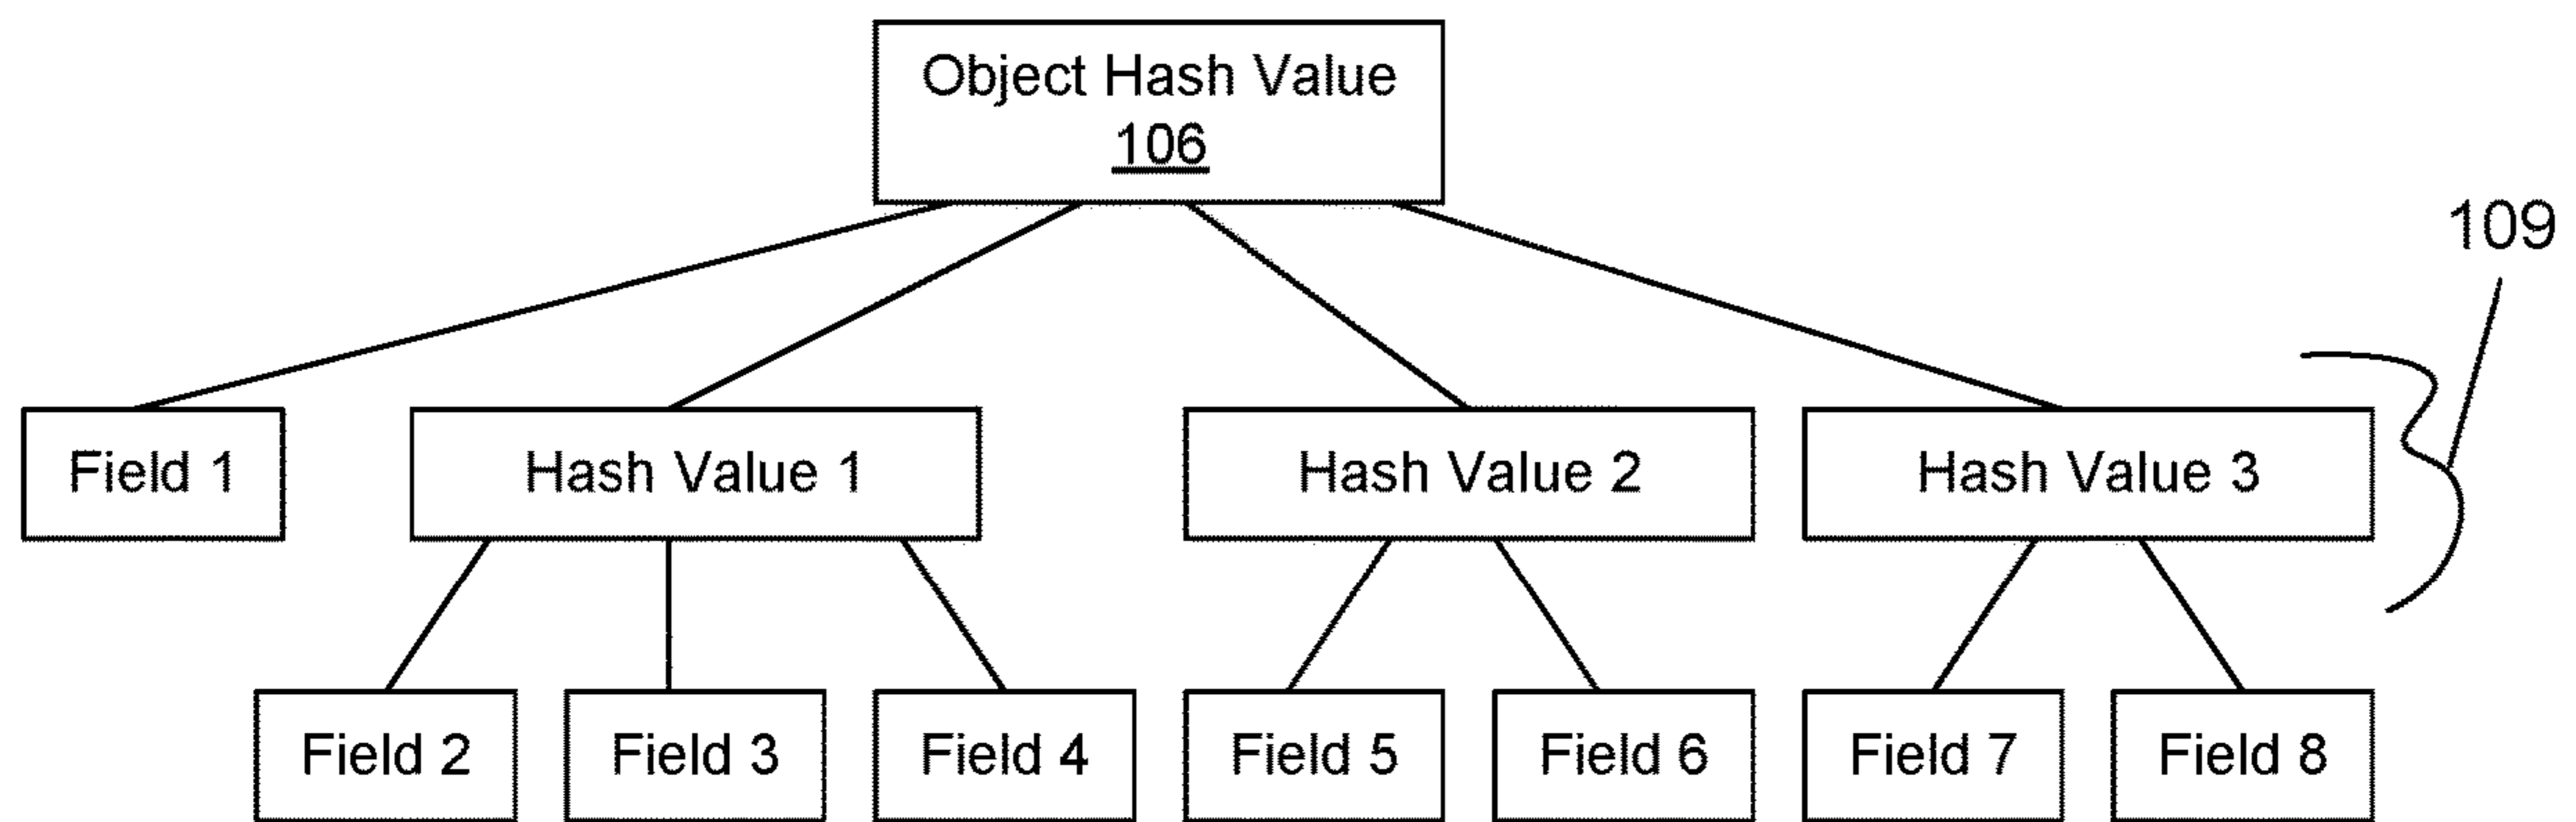 Object Hash Value
106
109
Field 1
Hash Value 1
Hash Value 2
Hash Value 3
Field 2
Field 3
Field 4
Field 5
Field 6
Field 7
Field 8